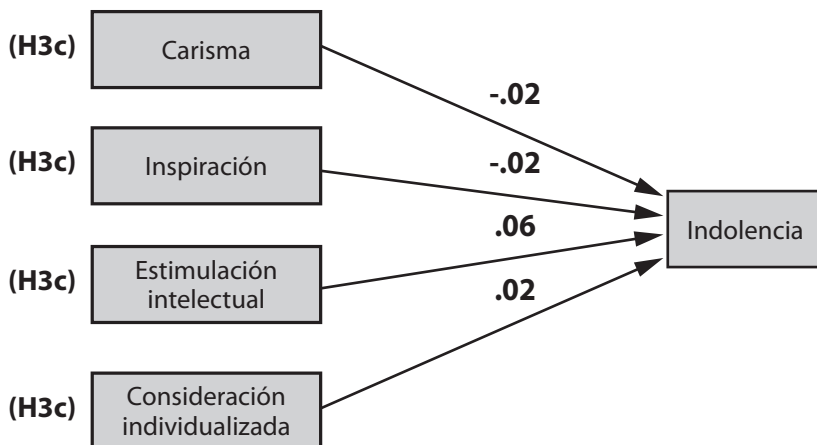 (H3c)
Carisma
-.02
(H3c)
Inspiración
-.02
Indolencia
.06
(H3c)
Estimulación
intelectual
.02
(H3c)
Consideración
individualizada